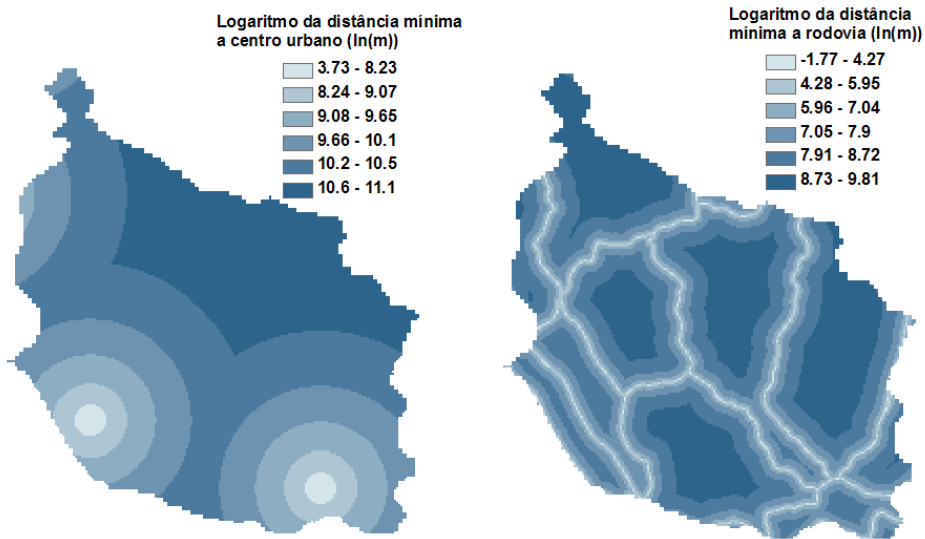 Logaritmo da distância mínima
a centro urbano (ln(m))
3.73 - 8.23
8.24 - 9.07
9.08 - 9.65
9.66 - 10.1
10.2 - 10.5
10.6 - 11.1
Logaritmo da distância
mínima a rodovia (ln(m))
-1.77 - 4.27
4.28 - 5.95
5.96 - 7.04
7.05 - 7.9
7.91 - 8.72
8.73 - 9.81